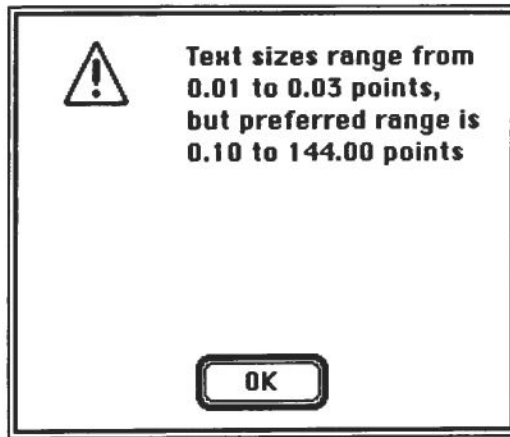 Text sizes range from
0.01 to 0.03 points,
but preferred range is
0.10 to 144.00 points
OK